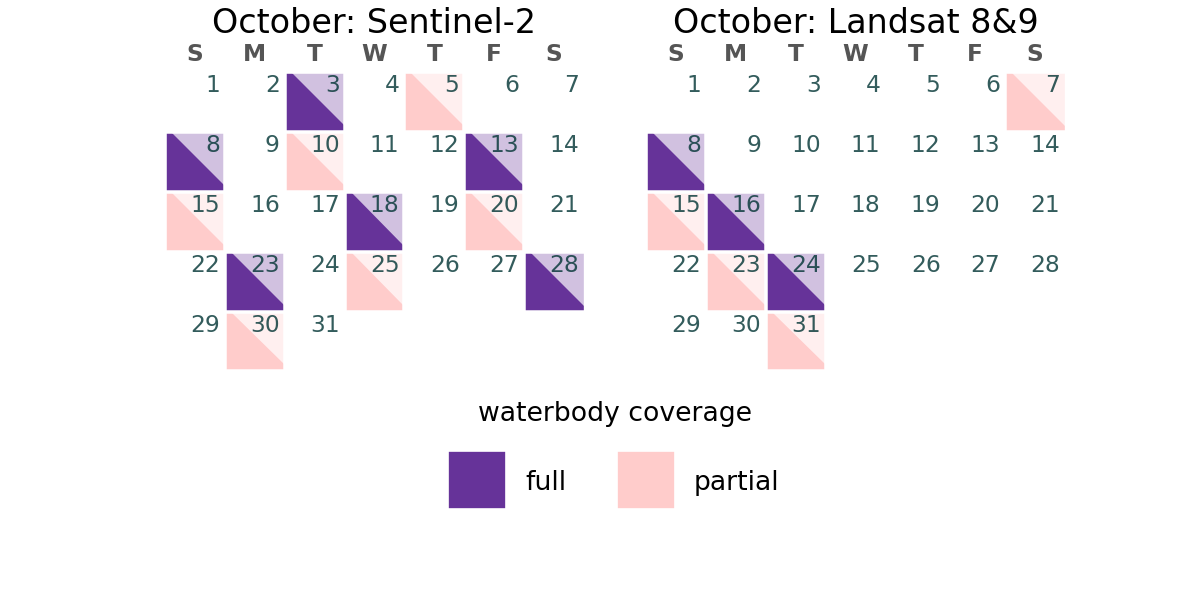 October: Sentinel-2
S M T W T F S
1 2 3 4 5 6 7
8 9 10 11 12 13 14
15 16 17 18 19 20 21
22 23 24 25 26 27 28
29 30 31
October: Landsat 8&9
S M T W T F S
1 2 3 4 5 6 7
8 9 10 11 12 13 14
15 16 17 18 19 20 21
22 23 24 25 26 27 28
29 30 31
waterbody coverage
full partial